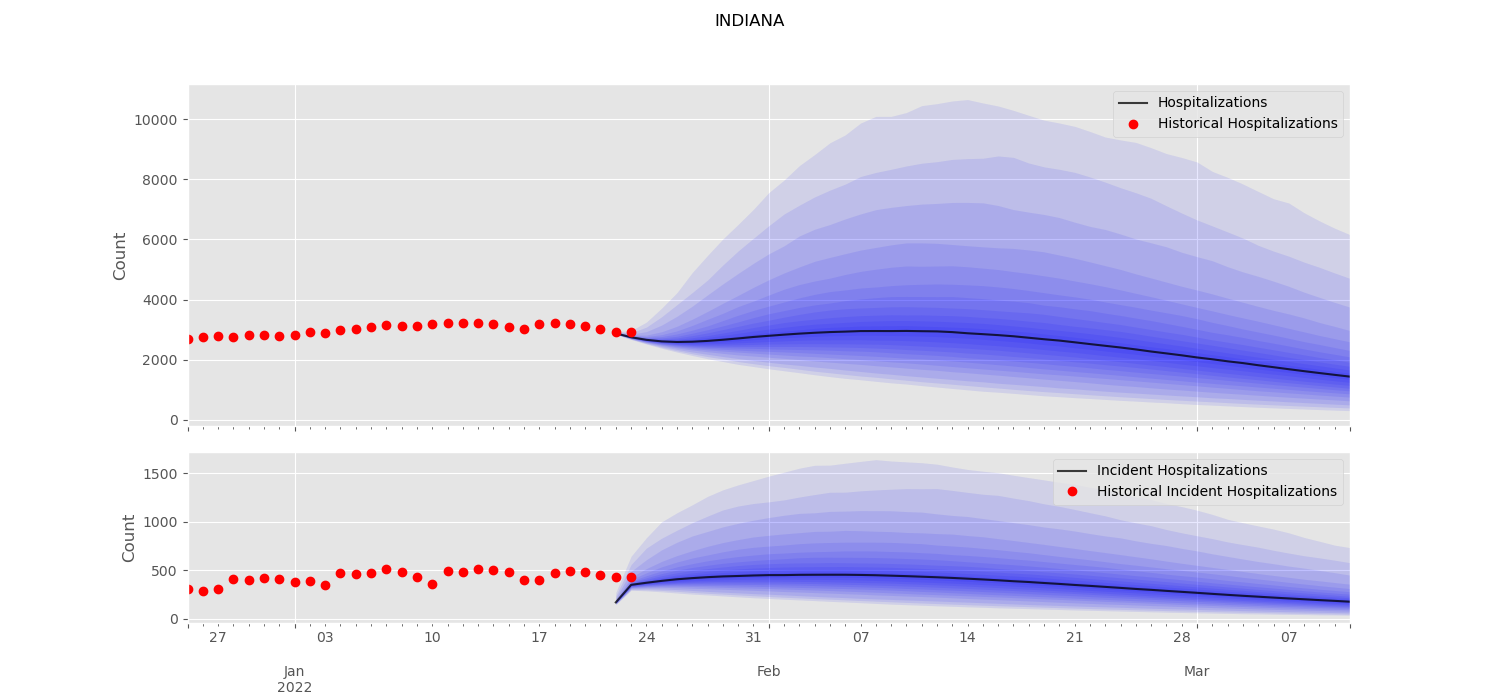 INDIANA
Hospitalizations
Historical Hospitalizations
10000
8000
6000
4000
2000
0
Count
Incident Hospitalizations
Historical Incident Hospitalizations
1500
1000
500
0
Count
27 03 10 17 24 31 07 14 21 28 07
Jan Feb Mar
2022